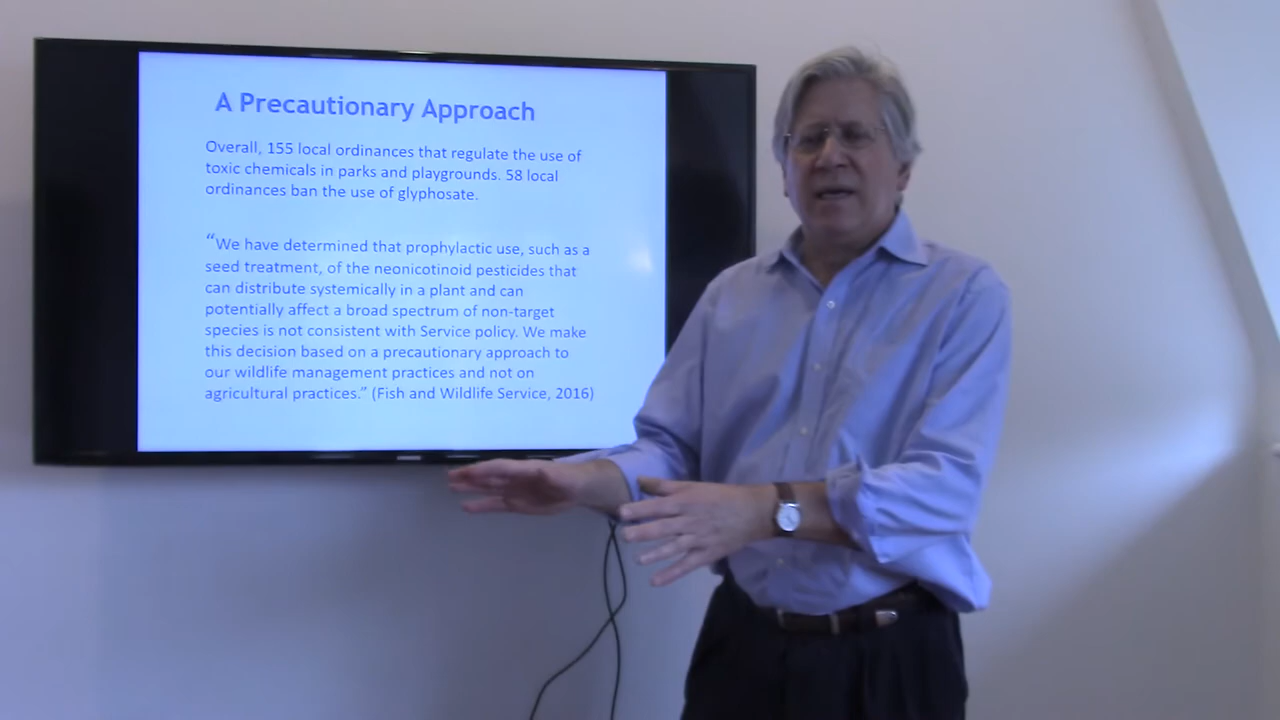 A Precautionary Approach
Overall, 155 local ordinances that regulate the use of
toxic chemicals in parks and playgrounds. 58 local
ordinances ban the use of glyphosate.
“We have determined that prophylactic use, such as a
seed treatment, of the neonicotinoid pesticides that
can distribute systemically in a plant and can
potentially affect a broad spectrum of non-target
species is not consistent with Service policy. We make
this decision based on a precautionary approach to
our wildlife management practices and not on
agricultural practices.” (Fish and Wildlife Service, 2016)